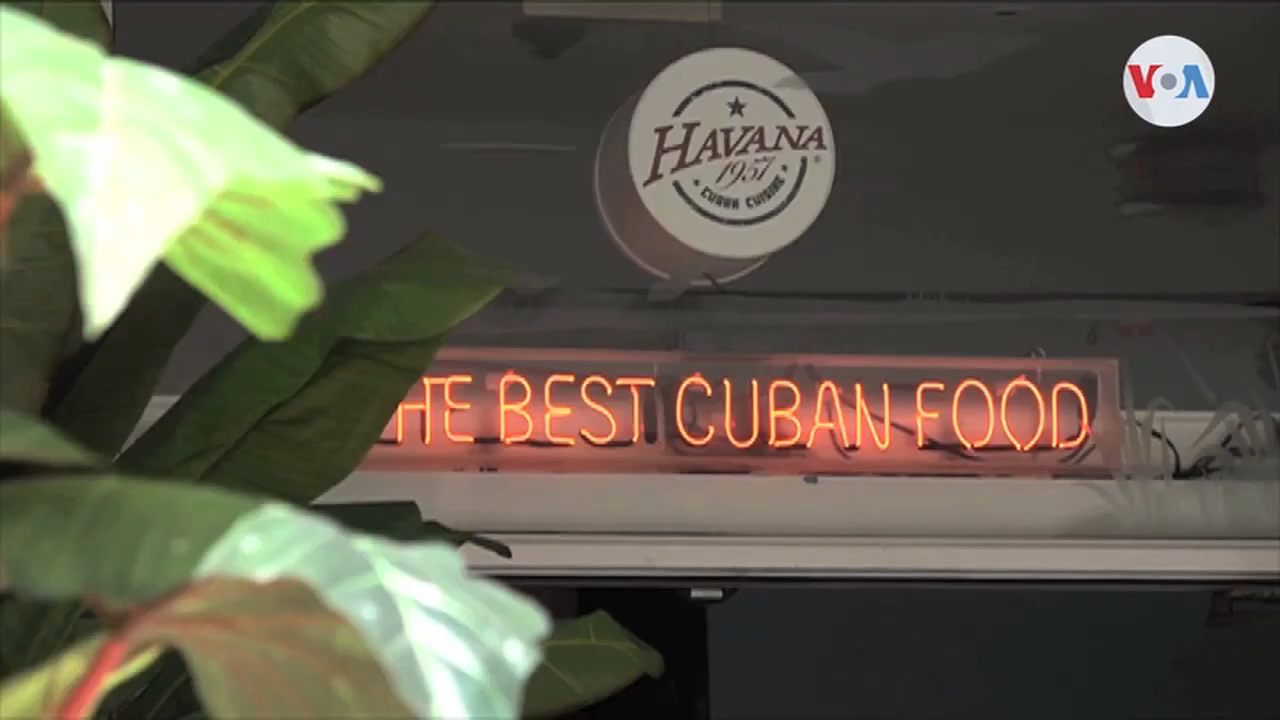 VOA
HAVANA
1957
CUBAN CUISINE
HE BEST CUBAN FOOD